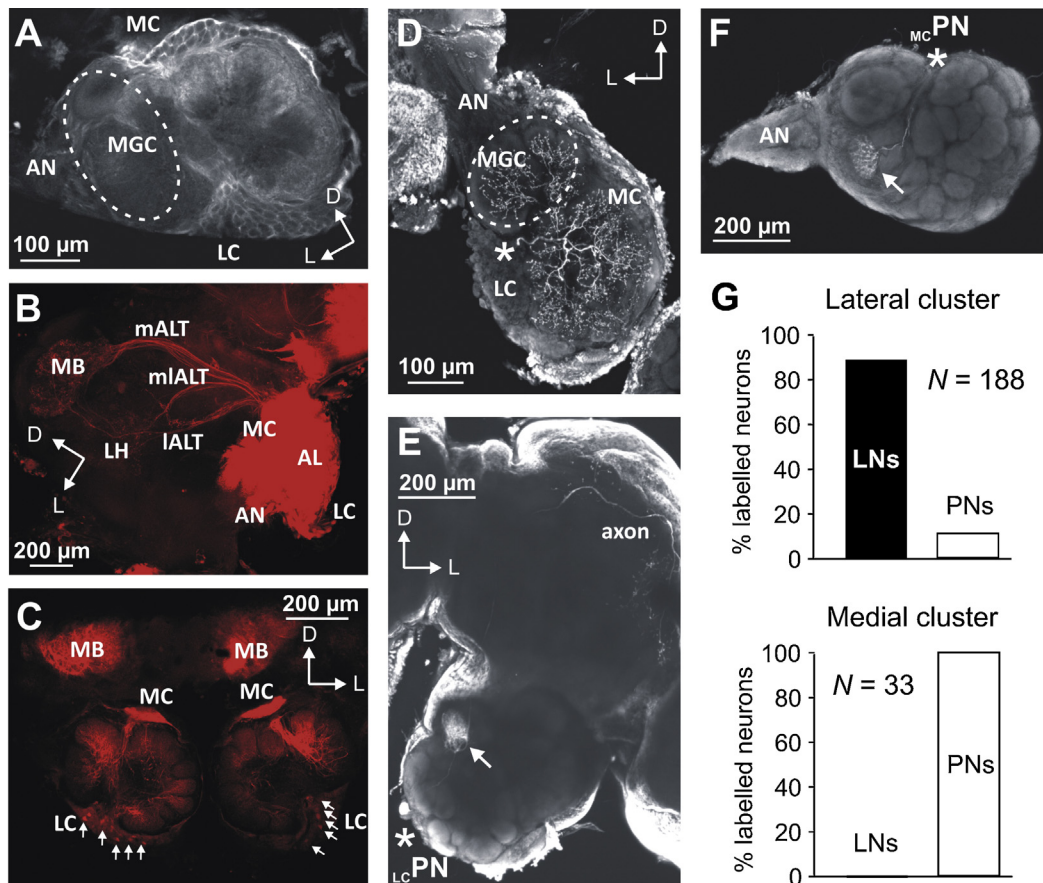 A
MC
MGC
AN
D
L
100 µm
LC
B
mALT
MB
mlALT
lALT
MC
D
LH
AL
L
AN
LC
200 µm
C
200 µm
MB
MB
D
MC
MC
L
LC
LC
D
D
L
AN
MGC
MC
*
LC
100 µm
E
200 µm
D
axon
L
*
LCPN
F
MCPN
*
AN
200 µm
G
Lateral cluster
% labelled neurons
100
80
60
40
20
0
N = 188
LNs
PNs
Medial cluster
% labelled neurons
100
80
60
40
20
0
N = 33
PNs
LNs